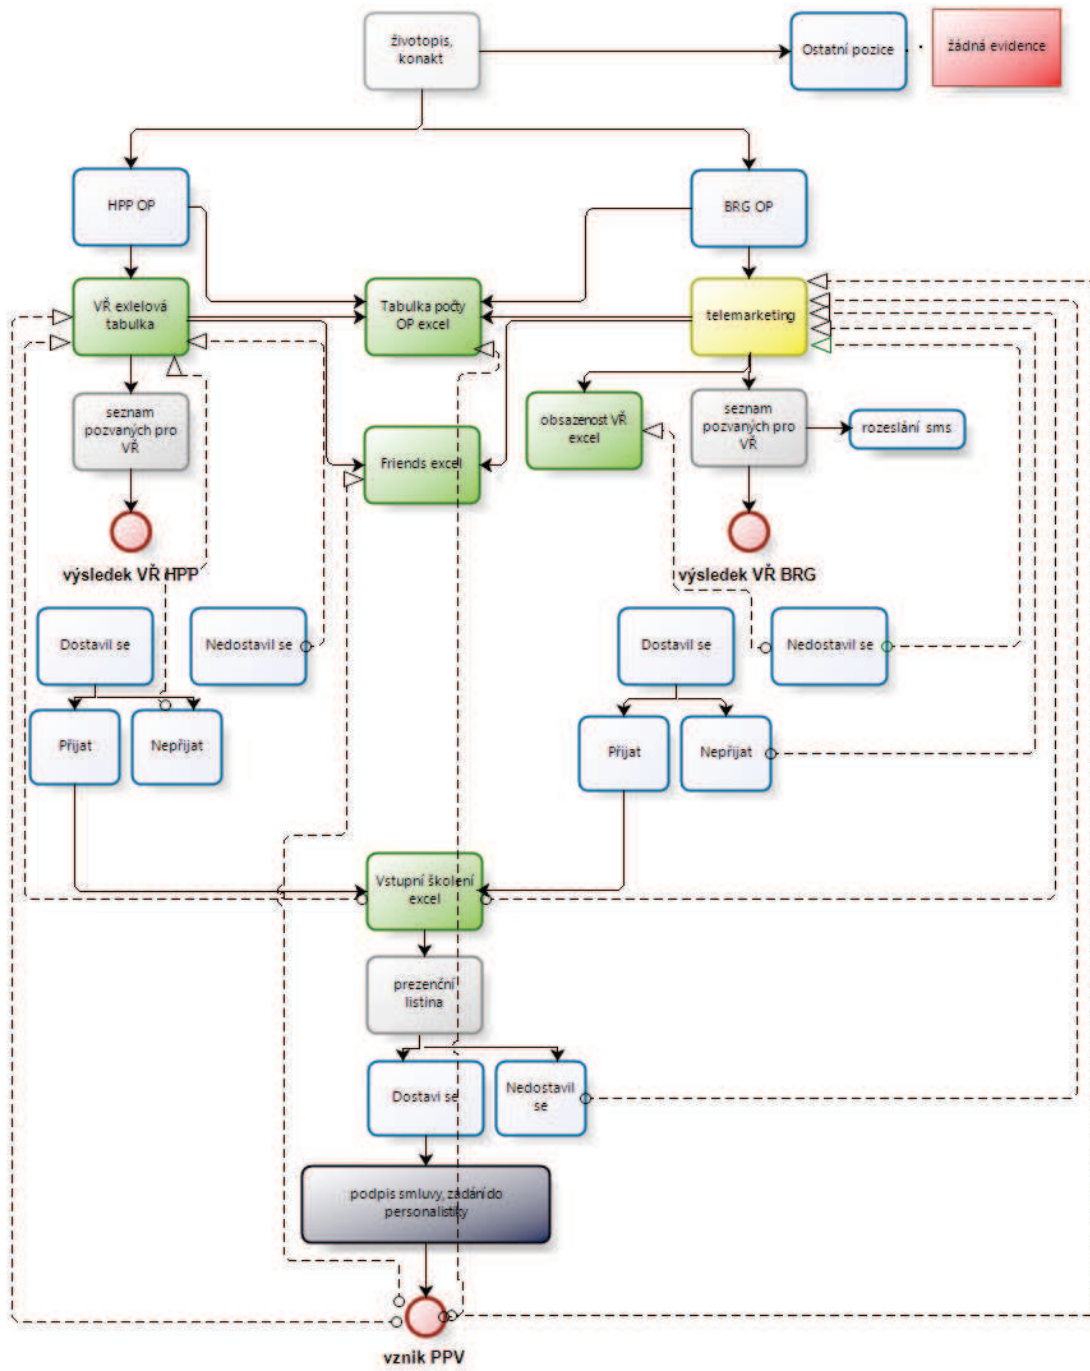 životopis,
konakt
Ostatní pozice
žádná evidence
HPP OP
BRG OP
VŘ exlelová
tabulka
Tabulka počty
OP excel
telemarketing
seznam
pozvaných pro
VŘ
Friends excel
obsazenost VŘ
excel
seznam
pozvaných pro
VŘ
rozeslání sms
výsledek VŘ HPP
výsledek VŘ BRG
Dostavil se
Nedostavil se
Dostavil se
Nedostavil se
Přijat
Nepřijat
Přijat
Nepřijat
Vstupní školení
excel
prezenční
listina
Dostavi se
Nedostavil
se
podpis smluvy, zádání do
personalistiky
vznik PPV